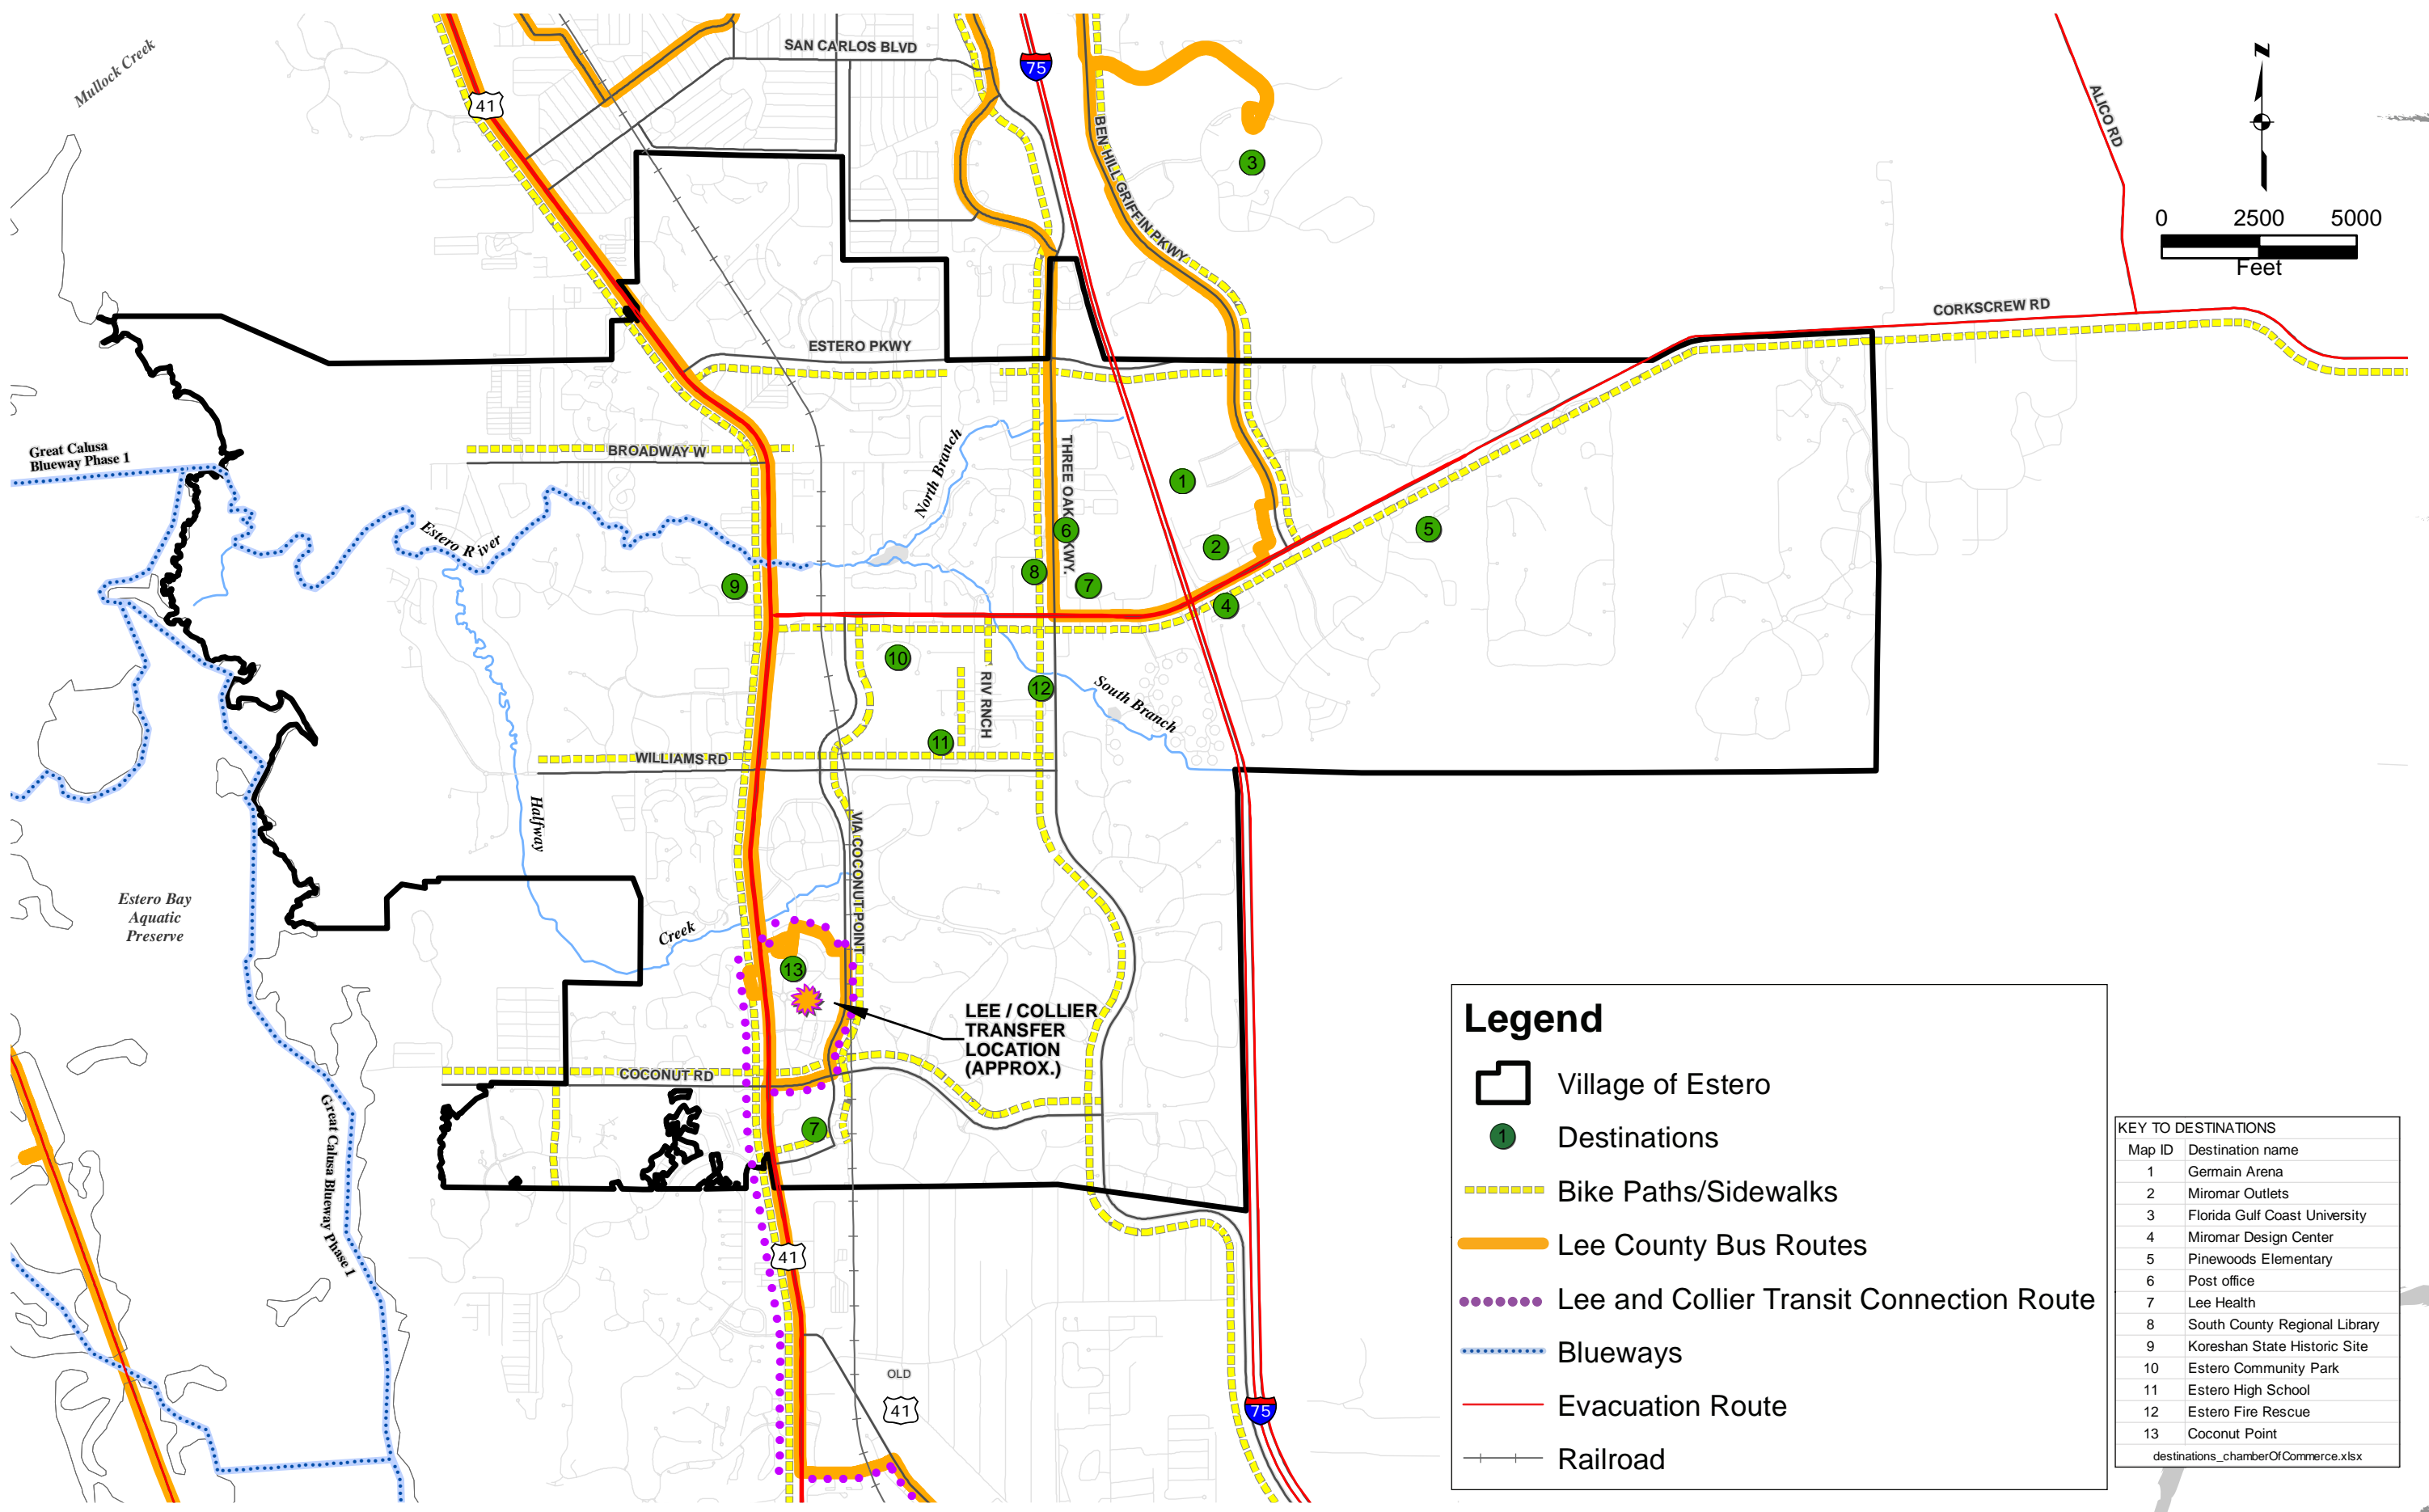 Mullock Creek
SAN CARLOS BLVD
75
41
BEN HILL GRIFFIN PKWY
3
ALICO RD
N
0 2500 5000
Feet
CORKSCREW RD
ESTERO PKWY
Great Calusa
Blueway Phase 1
BROADWAY W
North Branch
THREE OAKS PKWY.
Estero River
1
6
2
5
8
7
9
4
10
RIV RNCH
12
South Branch
11
WILLIAMS RD
Halfway
VIA COCONUT POINT
Estero Bay
Aquatic
Preserve
Creek
13
LEE / COLLIER
TRANSFER
LOCATION
(APPROX.)
COCONUT RD
Great Calusa Blueway Phase 1
7
41
OLD
41
75
Legend
Village of Estero
1 Destinations
Bike Paths/Sidewalks
Lee County Bus Routes
Lee and Collier Transit Connection Route
Blueways
Evacuation Route
Railroad
KEY TO DESTINATIONS
Map ID Destination name
1 Germain Arena
2 Miromar Outlets
3 Florida Gulf Coast University
4 Miromar Design Center
5 Pinewoods Elementary
6 Post office
7 Lee Health
8 South County Regional Library
9 Koreshan State Historic Site
10 Estero Community Park
11 Estero High School
12 Estero Fire Rescue
13 Coconut Point
destinations_chamberOfCommerce.xlsx